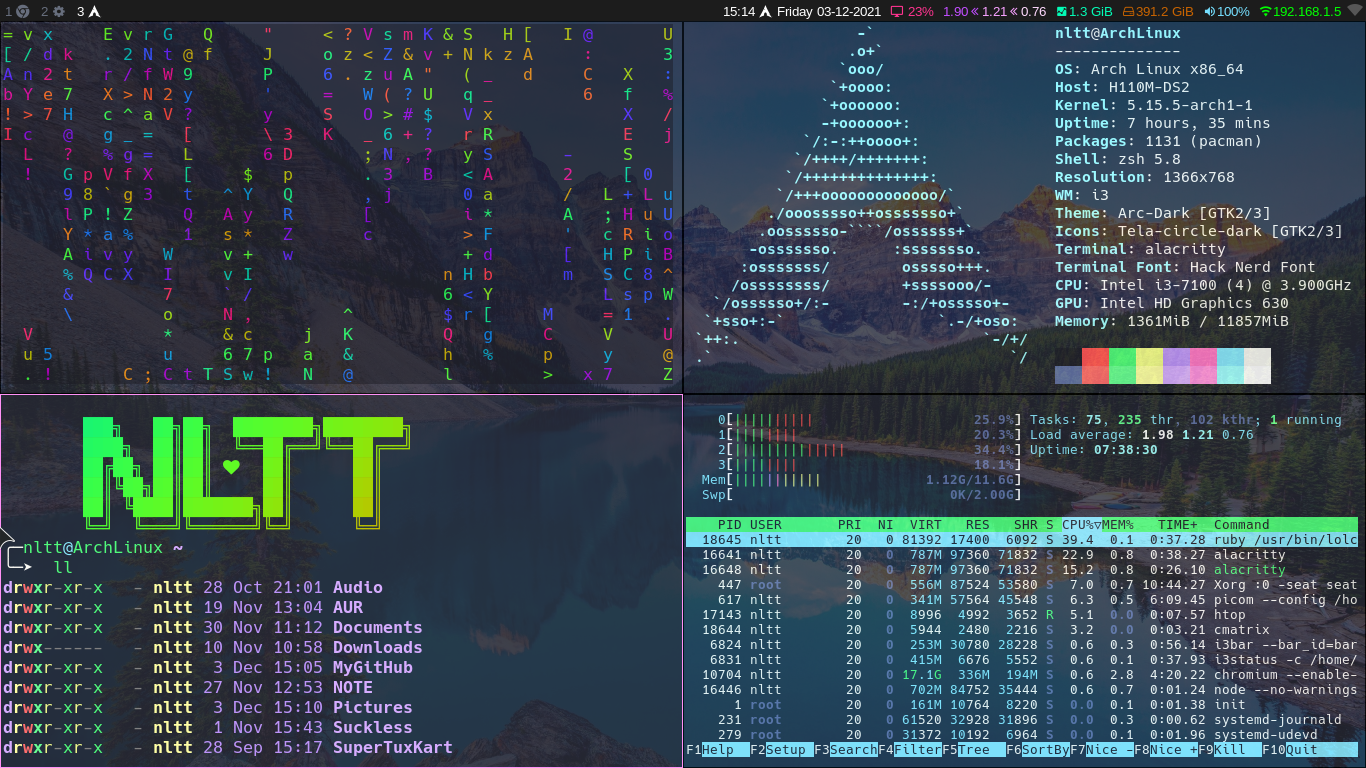 1 2 3 15:14 Friday 03-12-2021 23% 1.90 1.21 0.76 1.3 GiB 391.2 GiB 100% 192.168.1.5
nltt@ArchLinux
--------------
OS: Arch Linux x86_64
Host: H110M-DS2
Kernel: 5.15.5-arch1-1
Uptime: 7 hours, 35 mins
Packages: 1131 (pacman)
Shell: zsh 5.8
Resolution: 1366x768
WM: i3
Theme: Arc-Dark [GTK2/3]
Icons: Tela-circle-dark [GTK2/3]
Terminal: alacritty
Terminal Font: Hack Nerd Font
CPU: Intel i3-7100 (4) @ 3.900GHz
GPU: Intel HD Graphics 630
Memory: 1361MiB / 11857MiB
NLTT
nltt@ArchLinux ~
ll
drwxr-xr-x - nltt 28 Oct 21:01 Audio
drwxr-xr-x - nltt 19 Nov 13:04 AUR
drwxr-xr-x - nltt 30 Nov 11:12 Documents
drwx------ - nltt 10 Nov 10:58 Downloads
drwxr-xr-x - nltt 3 Dec 15:05 MyGitHub
drwxr-xr-x - nltt 27 Nov 12:53 NOTE
drwxr-xr-x - nltt 3 Dec 15:10 Pictures
drwxr-xr-x - nltt 1 Nov 15:43 Suckless
drwxr-xr-x - nltt 28 Sep 15:17 SuperTuxKart
0[ 25.9%] Tasks: 75, 235 thr, 102 kthr; 1 running
1[ 20.3%] Load average: 1.98 1.21 0.76
2[ 34.4%] Uptime: 07:38:30
3[ 18.1%]
Mem[ 1.12G/11.6G]
Swp[ 0K/2.00G]
PID USER PRI NI VIRT RES SHR S CPU%▽MEM% TIME+ Command
18645 nltt 20 0 81392 17400 6092 S 39.4 0.1 0:37.28 ruby /usr/bin/lolc
16641 nltt 20 0 787M 97360 71832 S 22.9 0.8 0:38.27 alacritty
16648 nltt 20 0 787M 97360 71832 S 15.2 0.8 0:26.10 alacritty
447 root 20 0 556M 87524 53580 S 7.0 0.7 10:44.27 Xorg :0 -seat seat
617 nltt 20 0 341M 57564 45548 S 6.3 0.5 6:09.45 picom --config /ho
17143 nltt 20 0 8996 4992 3652 R 5.1 0.0 0:07.57 htop
18644 nltt 20 0 5944 2480 2216 S 3.2 0.0 0:03.21 cmatrix
6824 nltt 20 0 253M 30780 28228 S 0.6 0.3 0:56.14 i3bar --bar_id=bar
6831 nltt 20 0 415M 6676 5552 S 0.6 0.1 0:37.93 i3status -c /home/
10704 nltt 20 0 17.1G 336M 194M S 0.6 2.8 4:20.22 chromium --enable-
16446 nltt 20 0 702M 84752 35444 S 0.6 0.7 0:01.24 node --no-warnings
1 root 20 0 161M 10764 8220 S 0.0 0.1 0:01.38 init
231 root 20 0 61520 32928 31896 S 0.0 0.3 0:00.62 systemd-journald
279 root 20 0 31372 10192 6964 S 0.0 0.1 0:01.96 systemd-udevd
F1Help F2Setup F3SearchF4FilterF5Tree F6SortByF7Nice -F8Nice +F9Kill F10Quit